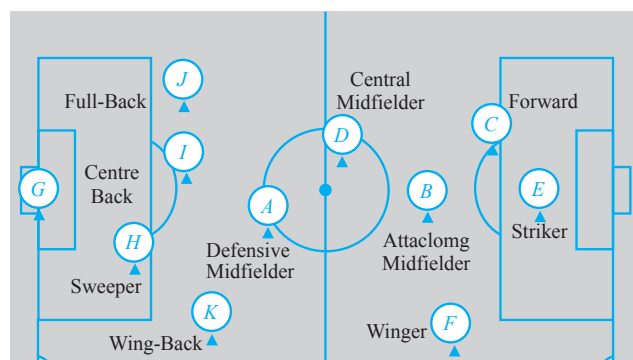 J
Full-Back
Central
Midfielder
Forward
C
D
I
Centre
Back
G
A
B
E
H
Defensive
Midfielder
Attaclomg
Midfielder
Striker
Sweeper
K
Wing-Back
F
Winger